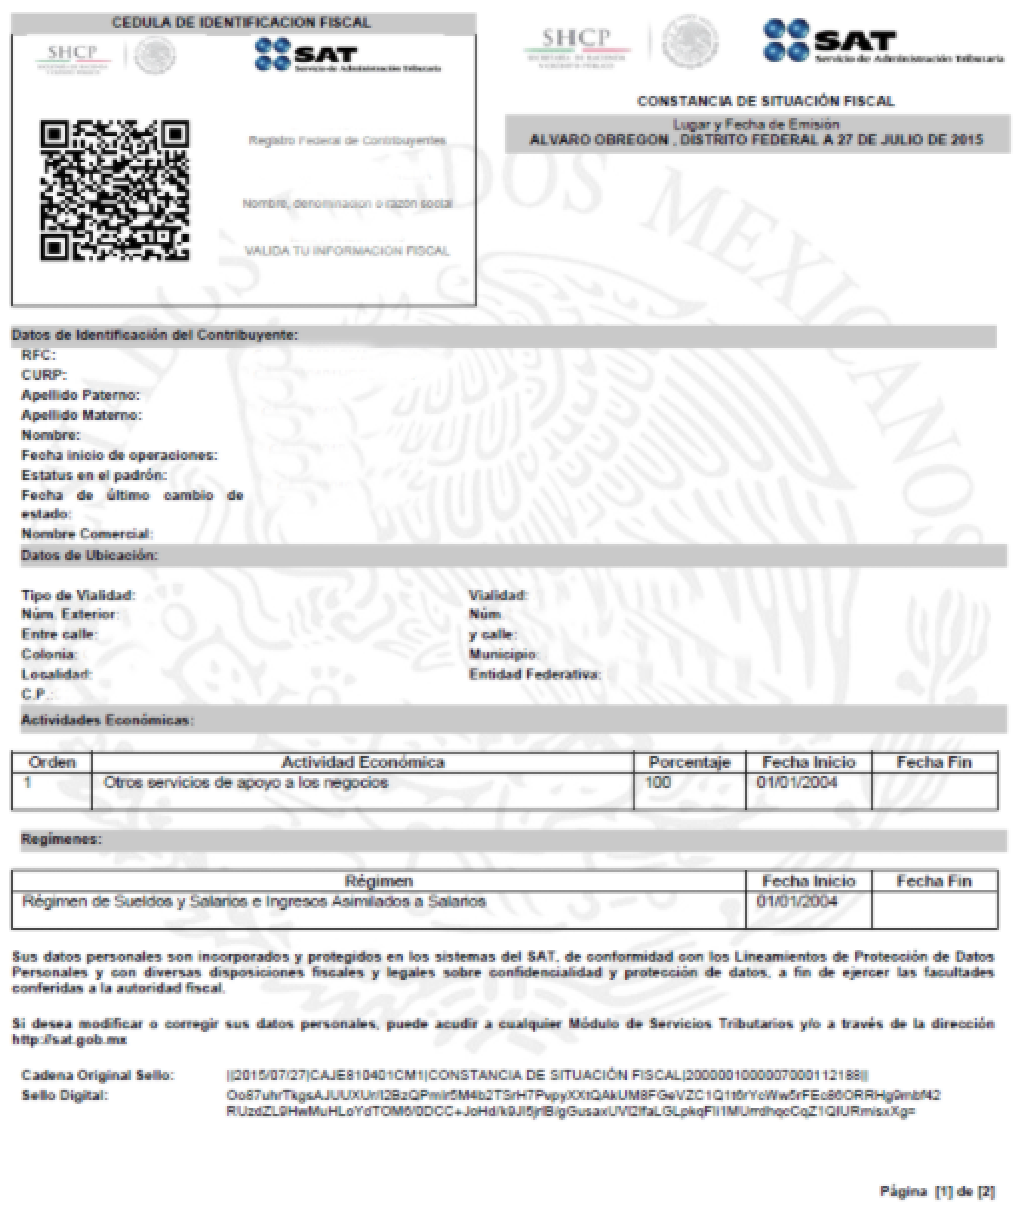 CEDULA DE IDENTIFICACION FISCAL
SHCP
SAT
Servicio de Administración Tributaria
Registro Federal de Contribuyentes
Nombre, denominacion o razon social
VALIDA TU INFORMACION FISCAL
SHCP
SECRETARÍA DE HACIENDA
Y CRÉDITO PÚBLICO
SAT
Servicio de Administración Tributaria
CONSTANCIA DE SITUACIÓN FISCAL
Lugar y Fecha de Emisión
ALVARO OBREGON , DISTRITO FEDERAL A 27 DE JULIO DE 2015
Datos de Identificación del Contribuyente:
RFC:
CURP:
Apellido Paterno:
Apellido Materno:
Nombre:
Fecha inicio de operaciones:
Estatus en el padrón:
Fecha de último cambio de
estado:
Nombre Comercial:
Datos de Ubicación:
Tipo de Vialidad: Vialidad:
Núm. Exterior: Núm
Entre calle: y calle:
Colonia: Municipio:
Localidad: Entidad Federativa:
C.P.:
Actividades Económicas:
Orden Actividad Económica Porcentaje Fecha Inicio Fecha Fin
1 Otros servicios de apoyo a los negocios 100 01/01/2004
Regímenes:
Régimen Fecha Inicio Fecha Fin
Régimen de Sueldos y Salarios e Ingresos Asimilados a Salarios 01/01/2004
Sus datos personales son incorporados y protegidos en los sistemas del SAT, de conformidad con los Lineamientos de Protección de Datos
Personales y con diversas disposiciones fiscales y legales sobre confidencialidad y protección de datos, a fin de ejercer las facultades
conferidas a la autoridad fiscal.
Si desea modificar o corregir sus datos personales, puede acudir a cualquier Módulo de Servicios Tributarios y/o a través de la dirección
http://sat.gob.mx
Cadena Original Sello: ||2015/07/27|CAJE810401CM1|CONSTANCIA DE SITUACIÓN FISCAL|200001000007000112188||
Sello Digital:
Página [1] de [2]